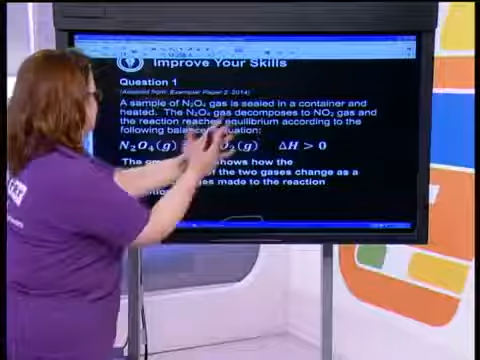 Improve Your Skills
Question 1
(Adapted from: Exemplar Paper 2, 2014)
A sample of N₂O₄ gas is sealed in a container and
heated. The N₂O₄ gas decomposes to NO₂ gas and
the reaction reaches equilibrium according to the
following balanced equation:
N₂O₄(g) O₂(g) ΔH > 0
The shows how the
of the two gases change as a
made to the reaction